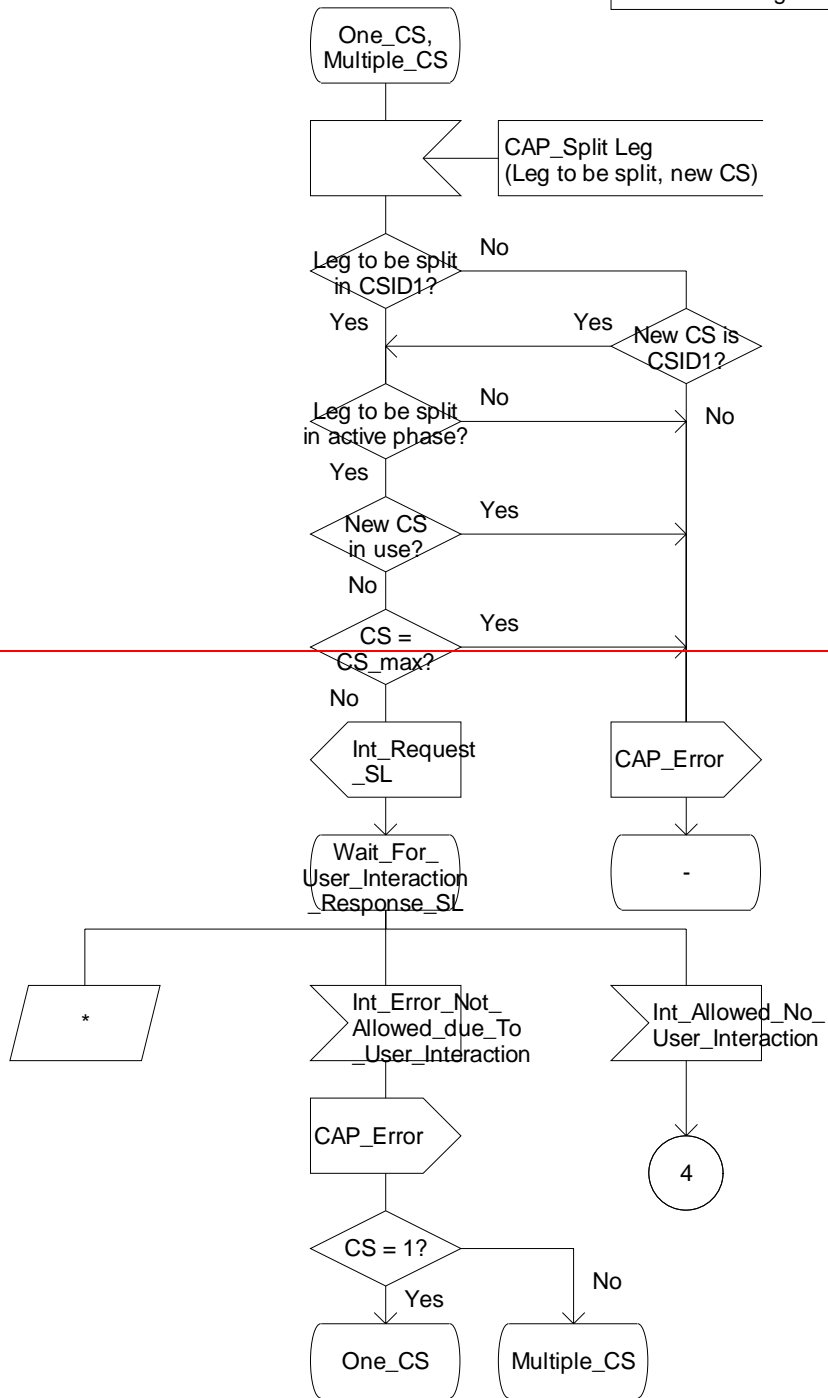 One_CS,
Multiple_CS
CAP_Split Leg
(Leg to be split, new CS)
Leg to be split
in CSID1?
No
Yes
Yes
New CS is
CSID1?
Leg to be split
in active phase?
No
No
Yes
New CS
in use?
Yes
No
CS =
CS_max?
Yes
No
Int_Request
_SL
CAP_Error
Wait_For_
User_Interaction
_Response_SL
-
*
Int_Error_Not_
Allowed_due_To
_User_Interaction
Int_Allowed_No_
User_Interaction
CAP_Error
4
CS = 1?
No
Yes
One_CS
Multiple_CS